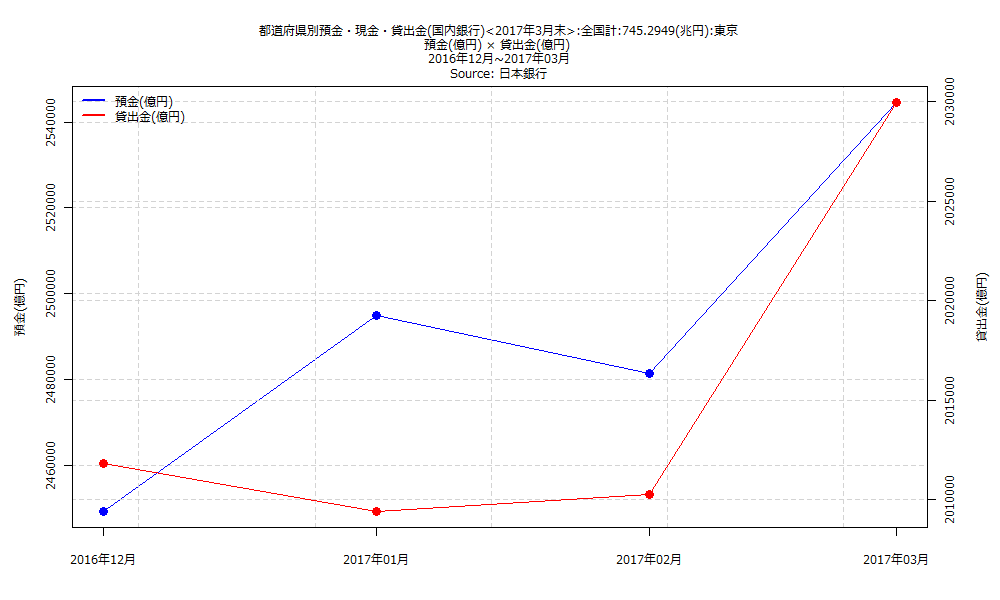 都道府県別預金・現金・貸出金(国内銀行)<2017年3月末>:全国計:745.2949(兆円):東京
預金(億円) × 貸出金(億円)
2016年12月~2017年03月
Source: 日本銀行
預金(億円)
貸出金(億円)
預金(億円)
2540000
2520000
2500000
2480000
2460000
2030000
2025000
2020000
2015000
2010000
貸出金(億円)
2016年12月
2017年01月
2017年02月
2017年03月